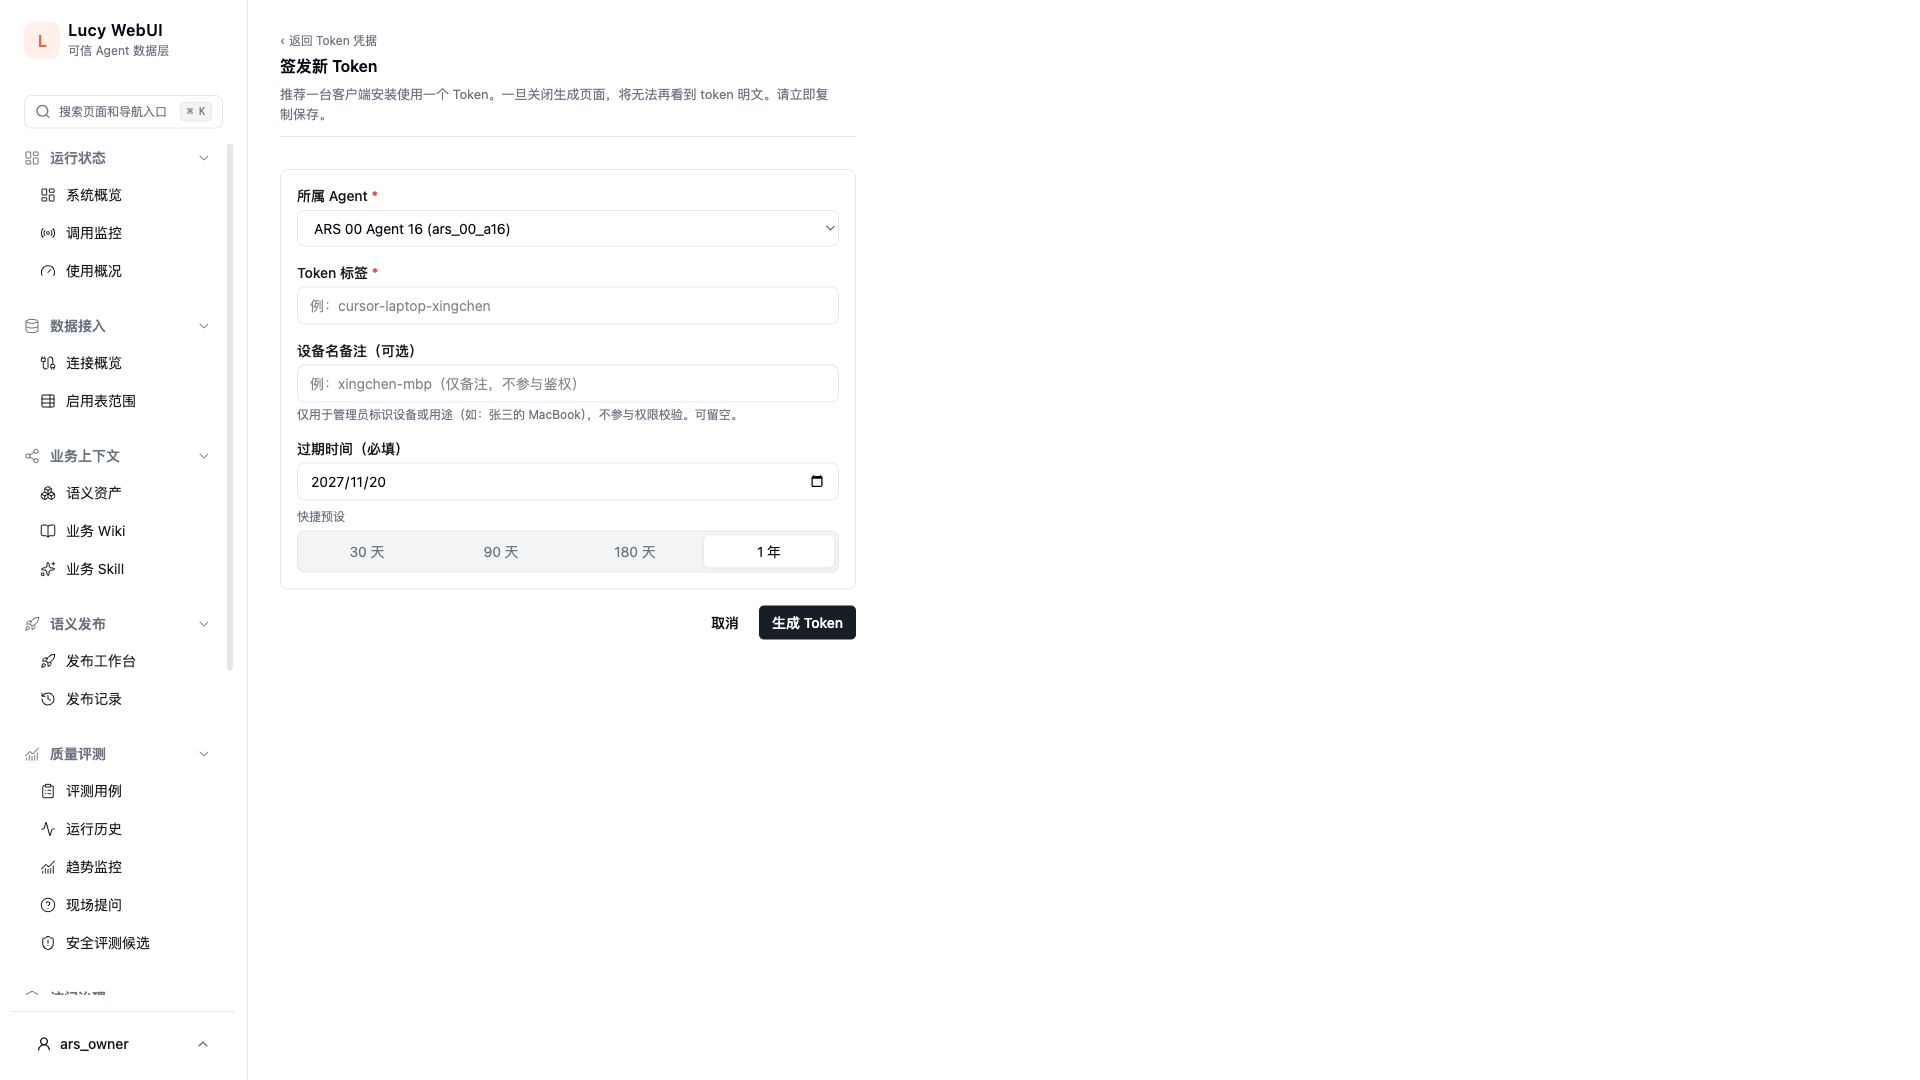 L
Lucy WebUI
可信 Agent 数据层
搜索页面和导航入口 ⌘ K
运行状态
系统概览
调用监控
使用概况
数据接入
连接概览
启用表范围
业务上下文
语义资产
业务 Wiki
业务 Skill
语义发布
发布工作台
发布记录
质量评测
评测用例
运行历史
趋势监控
现场提问
安全评测候选
ars_owner
‹ 返回 Token 凭据
签发新 Token
推荐一台客户端安装使用一个 Token。一旦关闭生成页面，将无法再看到 token 明文。请立即复
制保存。
所属 Agent *
ARS 00 Agent 16 (ars_00_a16)
Token 标签 *
例：cursor-laptop-xingchen
设备名备注（可选）
例：xingchen-mbp（仅备注，不参与鉴权）
仅用于管理员标识设备或用途（如：张三的 MacBook），不参与权限校验。可留空。
过期时间（必填）
2027/11/20
快捷预设
30 天
90 天
180 天
1 年
取消
生成 Token